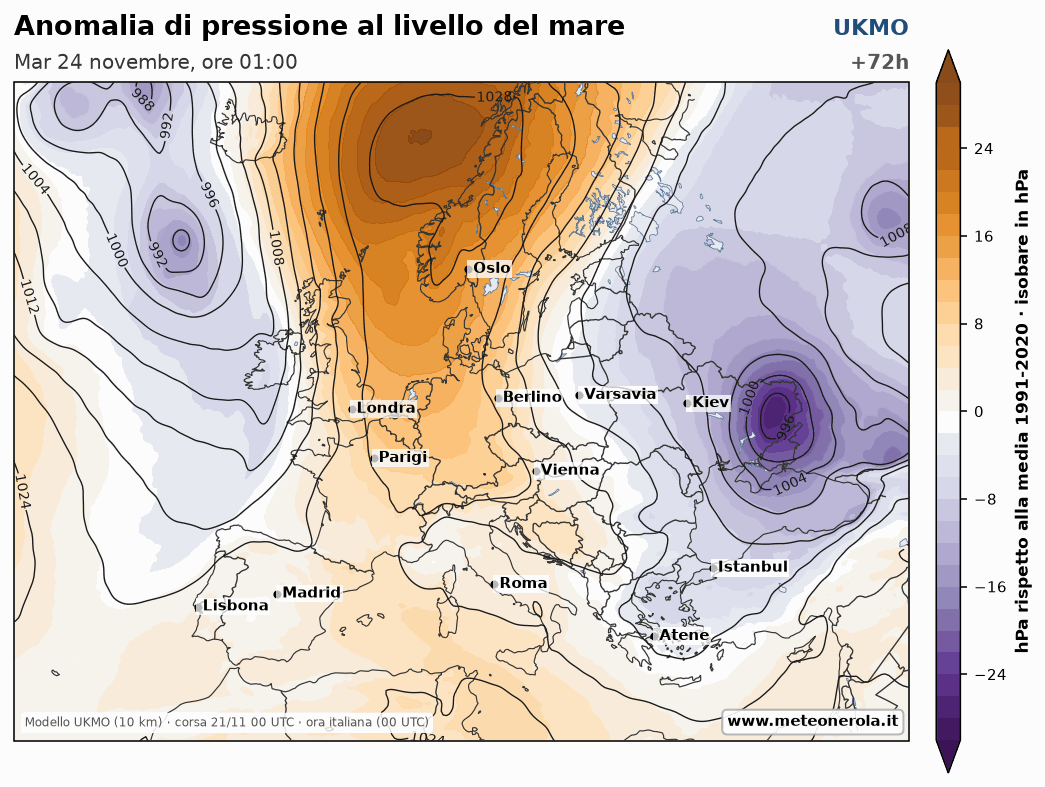 Anomalia di pressione al livello del mare
UKMO
Mar 24 novembre, ore 01:00
+72h
988
1028
992
1004
996
1008
1000
992
1008
1012
Oslo
24
16
8
0
−8
−16
−24
hPa rispetto alla media 1991-2020 · isobare in hPa
Berlino
Varsavia
Kiev
1000
Londra
996
Parigi
Vienna
1024
1004
Istanbul
Roma
Madrid
Lisbona
Atene
Modello UKMO (10 km) · corsa 21/11 00 UTC · ora italiana (00 UTC)
www.meteonerola.it
1024